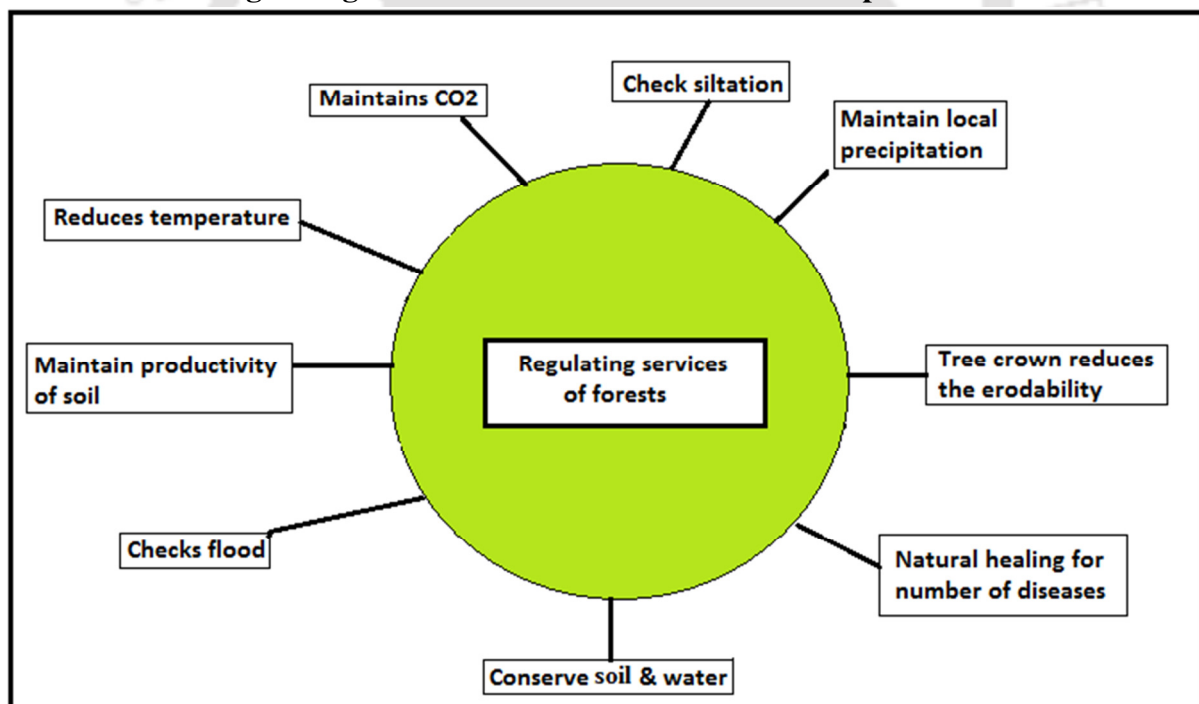 Check siltation
Maintains CO2
Maintain local
precipitation
Reduces temperature
Regulating services
of forests
Maintain productivity
of soil
Tree crown reduces
the erodability
Checks flood
Natural healing for
number of diseases
Conserve soil & water